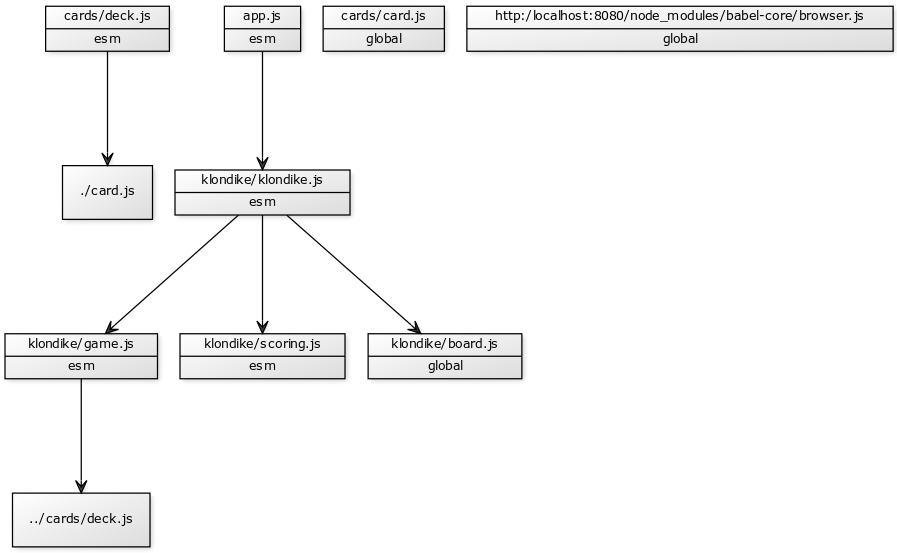 cards/deck.js
esm
app.js
esm
cards/card.js
global
http:/localhost:8080/node_modules/babel-core/browser.js
global
./card.js
klondike/klondike.js
esm
klondike/game.js
esm
klondike/scoring.js
esm
klondike/board.js
global
../cards/deck.js